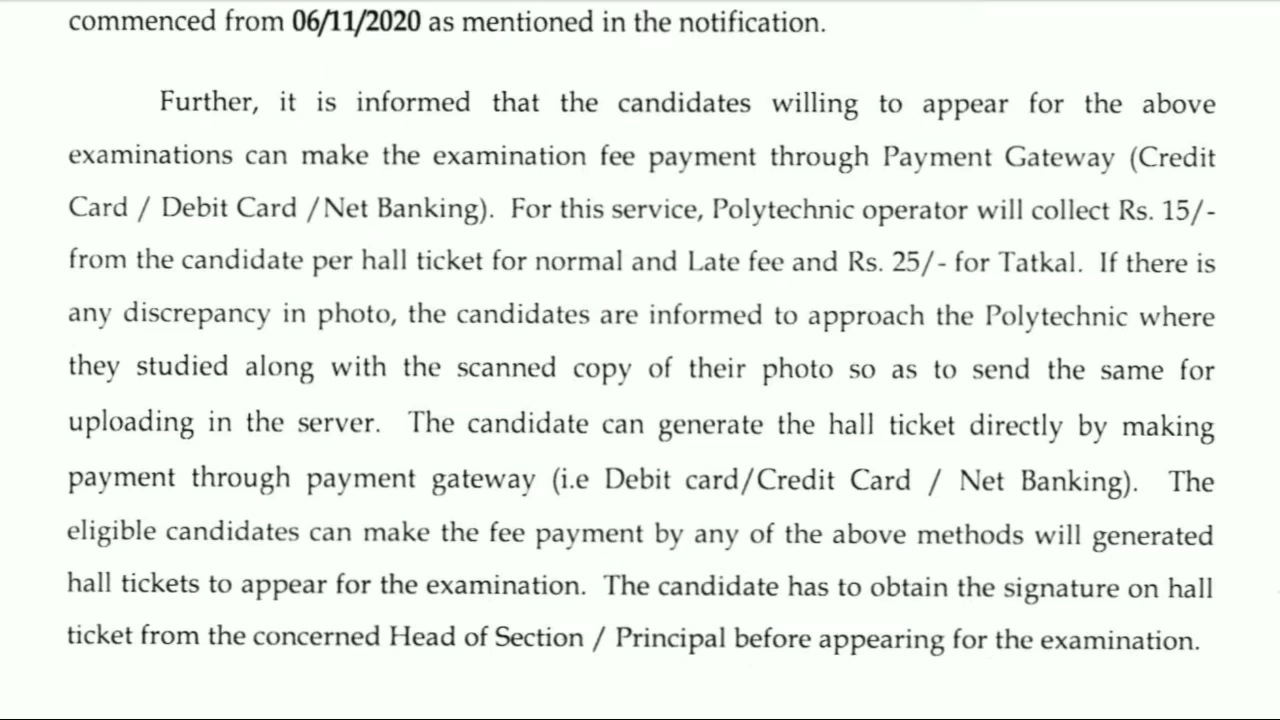 commenced from 06/11/2020 as mentioned in the notification.
Further, it is informed that the candidates willing to appear for the above
examinations can make the examination fee payment through Payment Gateway (Credit
Card / Debit Card /Net Banking). For this service, Polytechnic operator will collect Rs. 15/-
from the candidate per hall ticket for normal and Late fee and Rs. 25/- for Tatkal. If there is
any discrepancy in photo, the candidates are informed to approach the Polytechnic where
they studied along with the scanned copy of their photo so as to send the same for
uploading in the server. The candidate can generate the hall ticket directly by making
payment through payment gateway (i.e Debit card/Credit Card / Net Banking). The
eligible candidates can make the fee payment by any of the above methods will generated
hall tickets to appear for the examination. The candidate has to obtain the signature on hall
ticket from the concerned Head of Section / Principal before appearing for the examination.